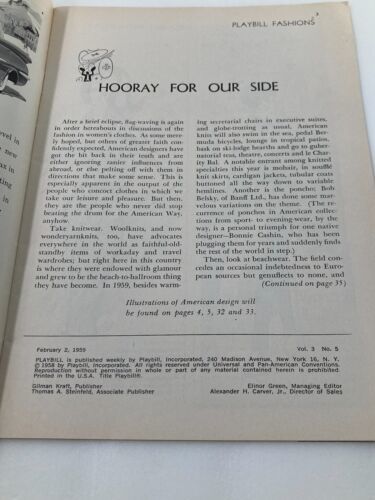 PLAYBILL FASHIONS
HOORAY FOR OUR SIDE
After a brief eclipse, flag-waving is again
in order hereabouts in discussions of the
fashion in women's clothes. As some mere-
ly hoped, but others of greater faith con-
fidently expected, American designers have
got the bit back in their teeth and are
either ignoring zanier influences from
abroad, or else pelting off with them in
directions that make some sense. This is
especially apparent in the output of the
people who concoct clothes in which we
take our leisure and pleasure. But then,
they are the people who never did stop
beating the drum for the American Way,
anyhow.
Take knitwear. Woolknits, and now
wonderyarnknits, too, have advocates
everywhere in the world as faithful-old-
standby items of workaday and travel
wardrobes; but right here in this country
is where they were endowed with glamour
and grew to be the beach-to-ballroom thing
they have become. In 1959, besides warm-
ing secretarial chairs in executive suites,
and globe-trotting as usual, American
knits will also swim in the sea, pedal Ber-
muda bicycles, lounge in tropical patios,
bask on ski-lodge hearths and go to guber-
natorial teas, theatre, concerts and le Char-
ity Bal. A notable entrant among knitted
specialties this year is mohair, in soufflé
knit skirts, cardigan jackets, tubular coats
buttoned all the way down to variable
hemlines. Another is the poncho; Bob
Belsky, of Banff Ltd., has done some mar-
velous variations on the theme. (The re-
currence of ponchos in American collec-
tions from sport- to evening-wear, by the
way, is a personal triumph for one native
designer—Bonnie Cashin, who has been
plugging them for years and suddenly finds
the rest of the world in step.)
Then, look at beachwear. The field con-
cedes an occasional indebtedness to Euro-
pean sources but genuflects to none, and
(Continued on page 35)
Illustrations of American design will
be found on pages 4, 5, 32 and 33.
February 2, 1959 Vol. 3 No. 5
PLAYBILL is published weekly by Playbill, Incorporated, 240 Madison Avenue, New York 16, N. Y.
©1958 by Playbill, Incorporated. All rights reserved under Universal and Pan-American Conventions.
Reproduction without permission in whole or part of any material contained herein is prohibited.
Printed in the U.S.A. Title Playbill®.
Gilman Kraft, Publisher Elinor Green, Managing Editor
Thomas A. Steinfeld, Associate Publisher Alexander H. Carver, Jr., Director of Sales